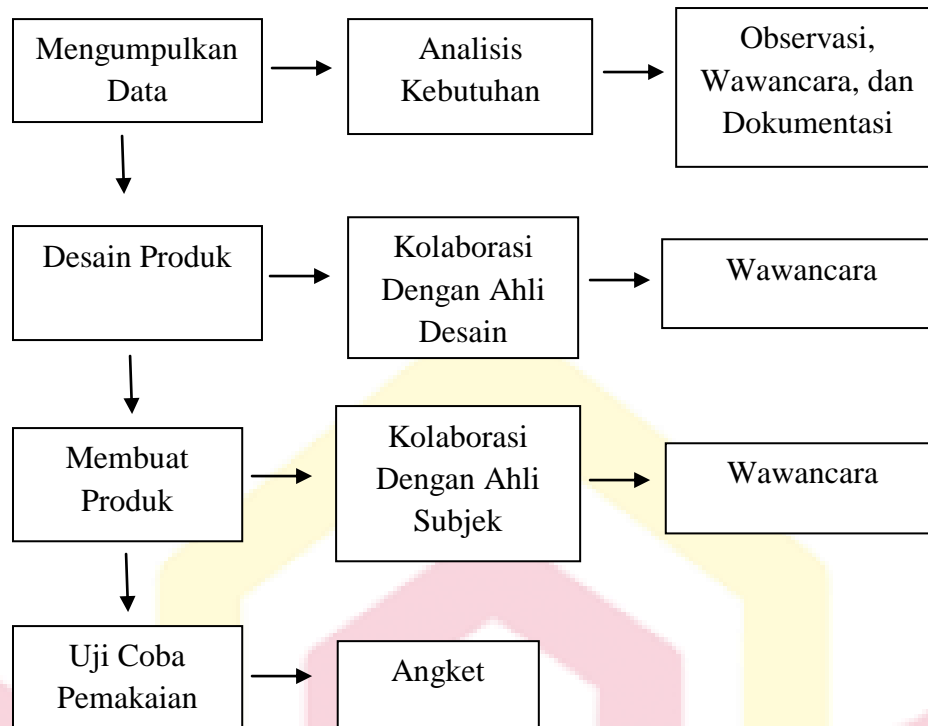 Mengumpulkan
Data
Analisis
Kebutuhan
Observasi,
Wawancara, dan
Dokumentasi
Desain Produk
Kolaborasi
Dengan Ahli
Desain
Wawancara
Membuat
Produk
Kolaborasi
Dengan Ahli
Subjek
Wawancara
Uji Coba
Pemakaian
Angket